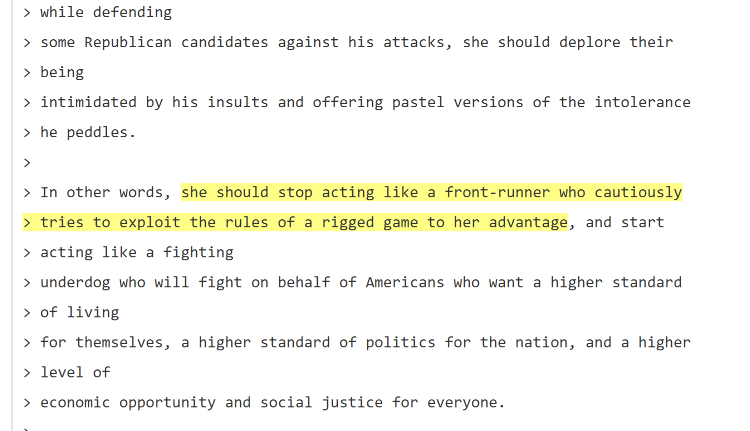 > while defending
> some Republican candidates against his attacks, she should deplore their
> being
> intimidated by his insults and offering pastel versions of the intolerance
> he peddles.
>
> In other words, she should stop acting like a front-runner who cautiously
> tries to exploit the rules of a rigged game to her advantage, and start
> acting like a fighting
> underdog who will fight on behalf of Americans who want a higher standard
> of living
> for themselves, a higher standard of politics for the nation, and a higher
> level of
> economic opportunity and social justice for everyone.